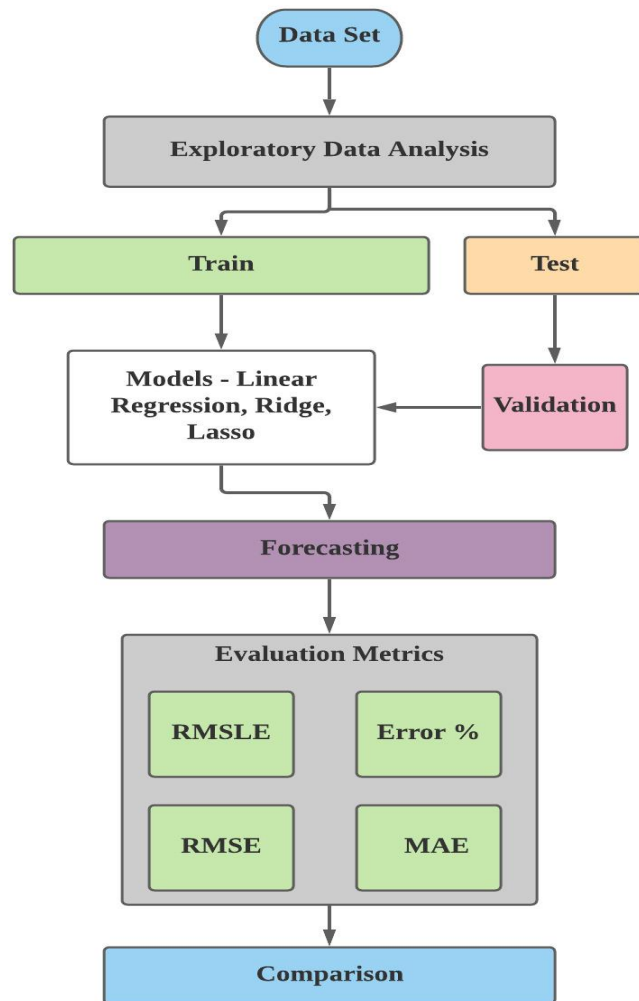 Data Set
Exploratory Data Analysis
Train
Test
Models - Linear
Regression, Ridge,
Lasso
Validation
Forecasting
Evaluation Metrics
RMSLE
Error %
RMSE
MAE
Comparison